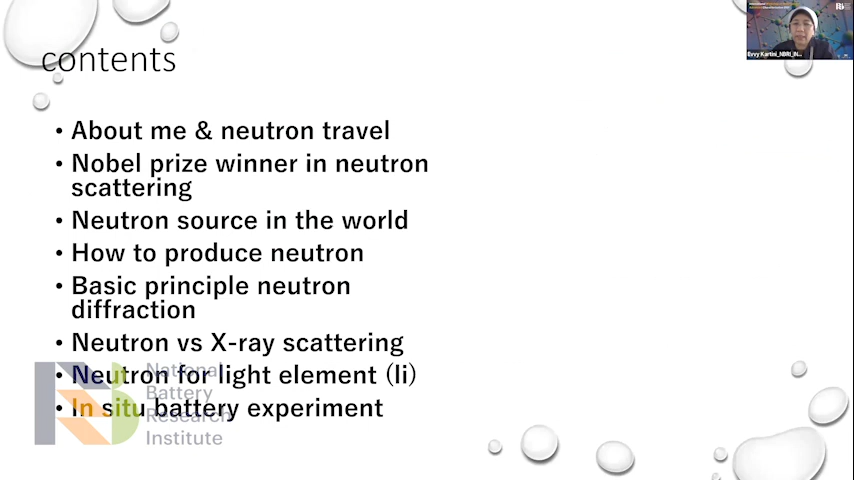 contents
Evvy Kartini_NBRI_IN...
• About me & neutron travel
• Nobel prize winner in neutron
scattering
• Neutron source in the world
• How to produce neutron
• Basic principle neutron
diffraction
• Neutron vs X-ray scattering
• Neutron for light element (li)
• In situ battery experiment
National
Battery
Research
Institute